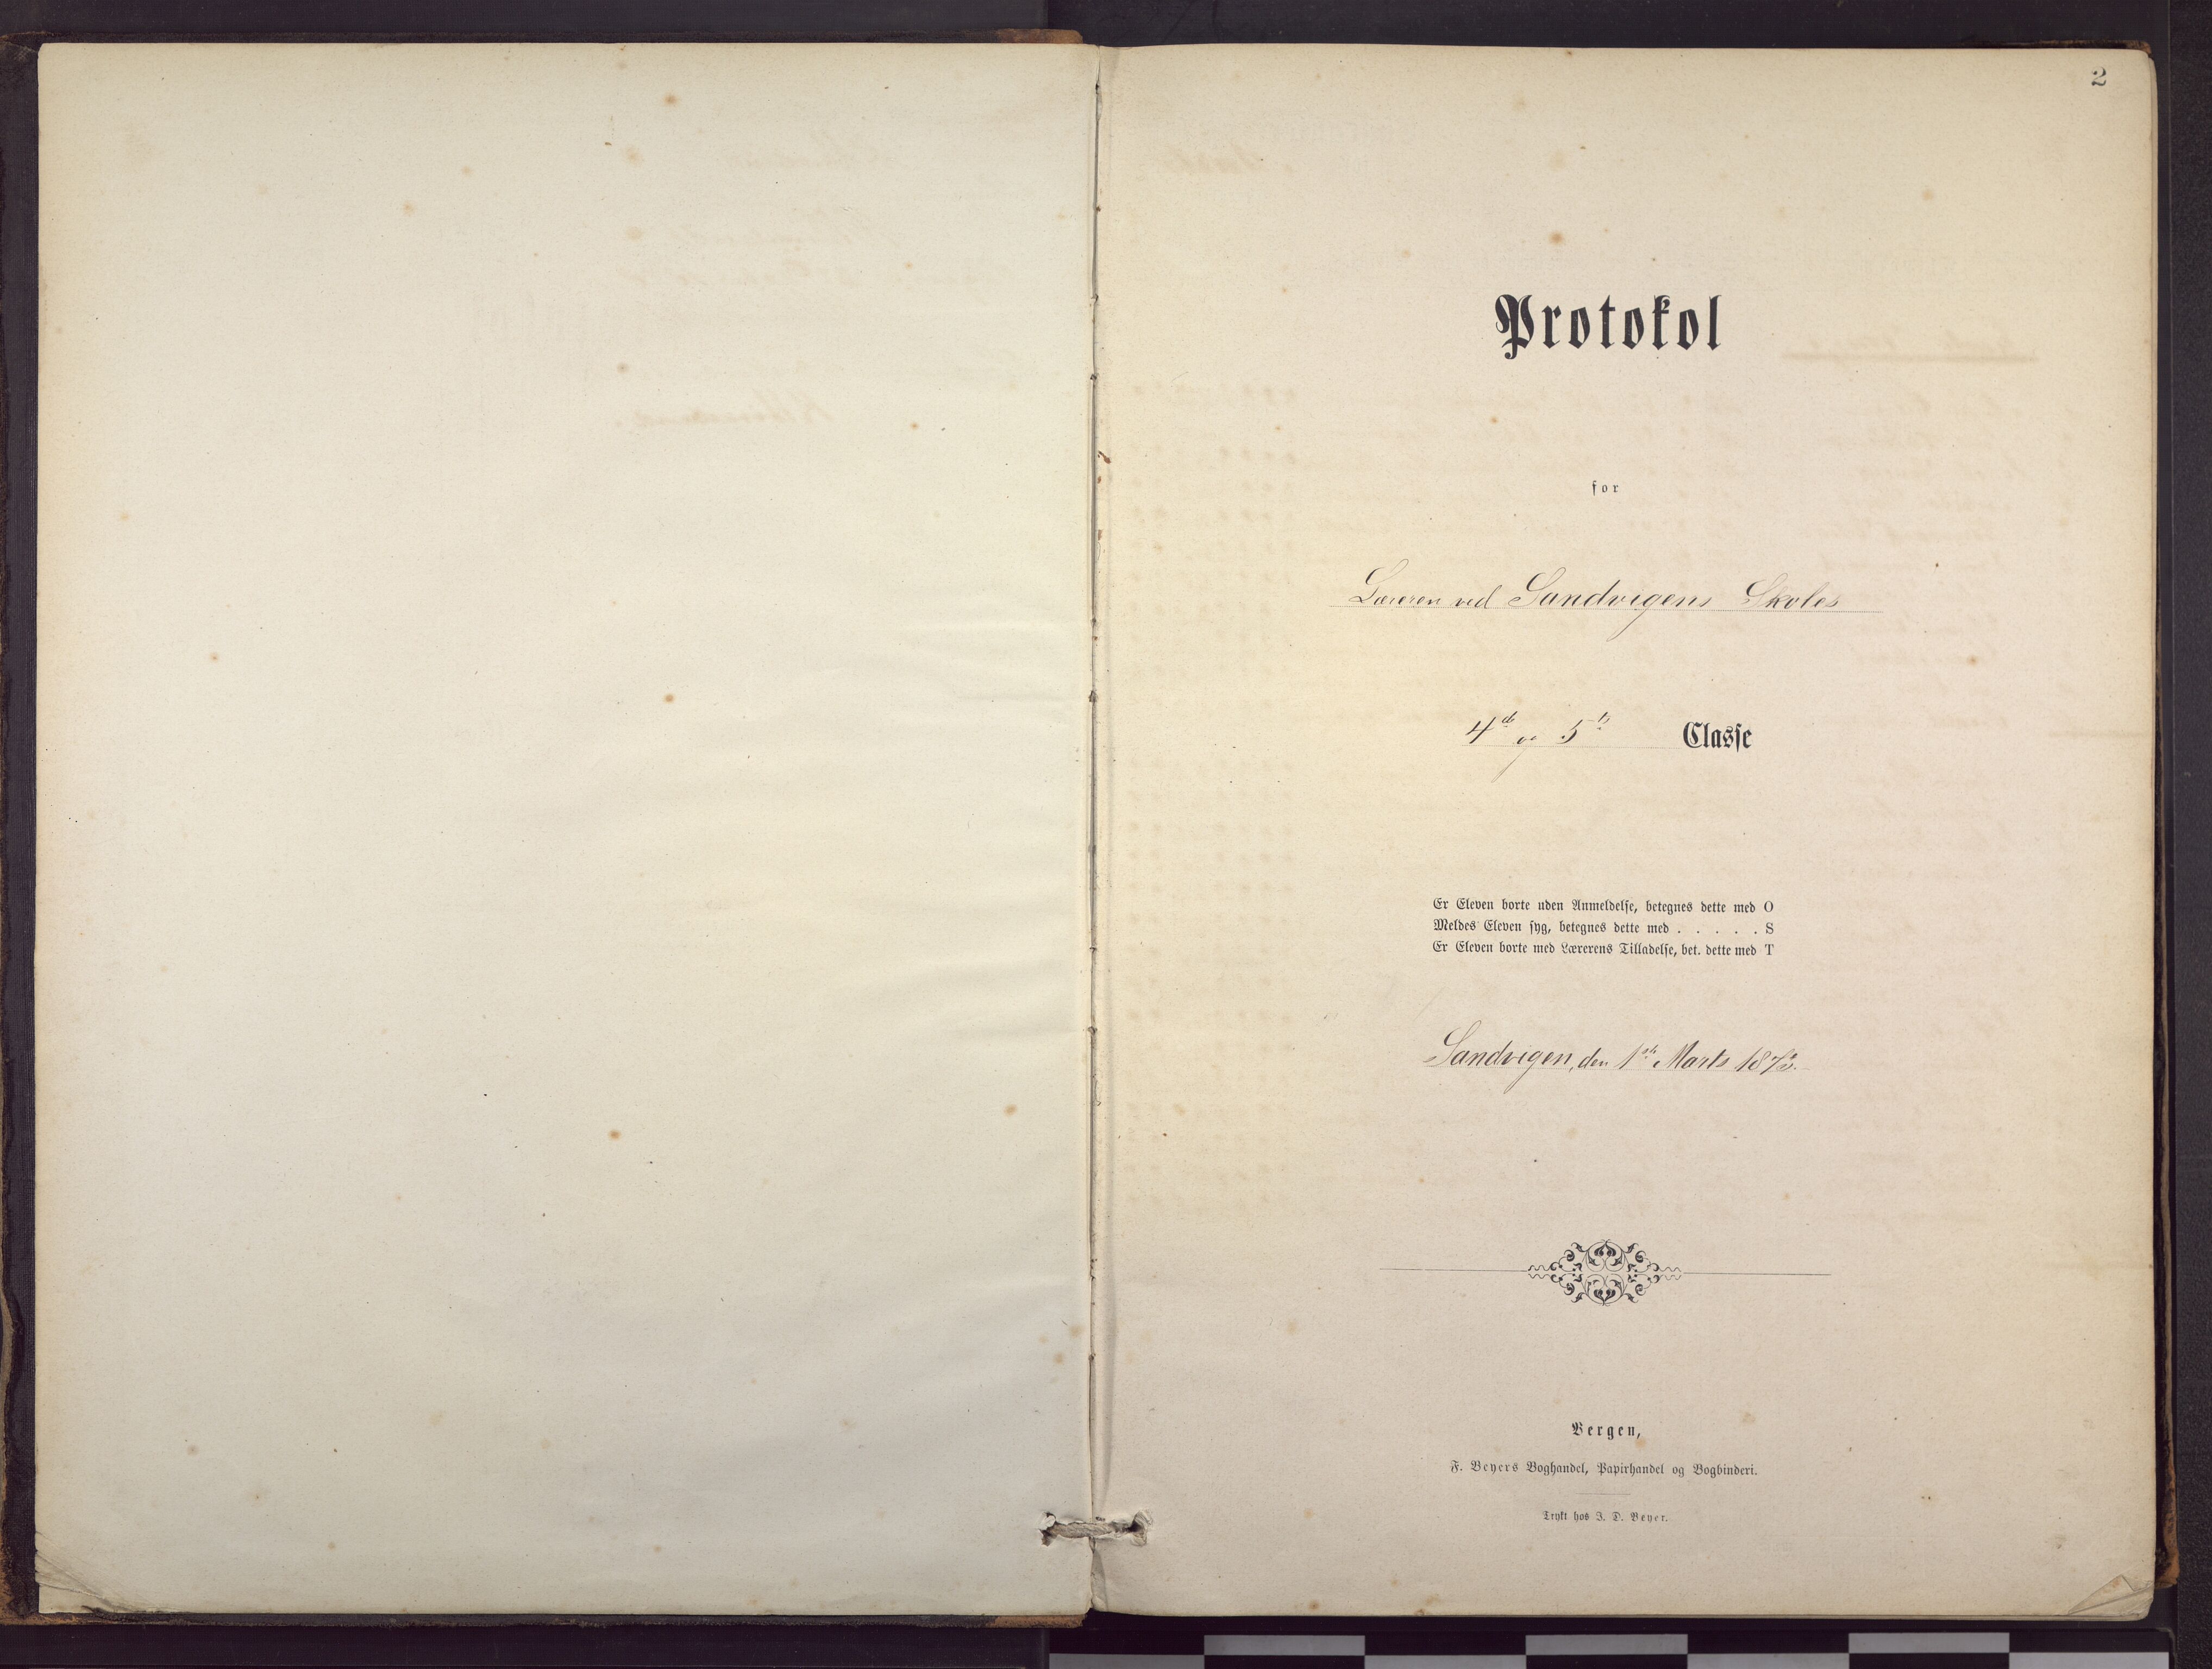 2
Protokol
for
Læreren ved Sandvigens Skoles
4de og 5te Classe
Er Eleven borte uden Anmeldelse, betegnes dette med O
Meldes Eleven syg, betegnes dette med . . . . . S
Er Eleven borte med Lærerens Tilladelse, bet. dette med T
Sandvigen, den 1ste Marts 1873.
Bergen,
F. Beyers Boghandel, Papirhandel og Bogbinderi.
Trykt hos J. D. Beyer.